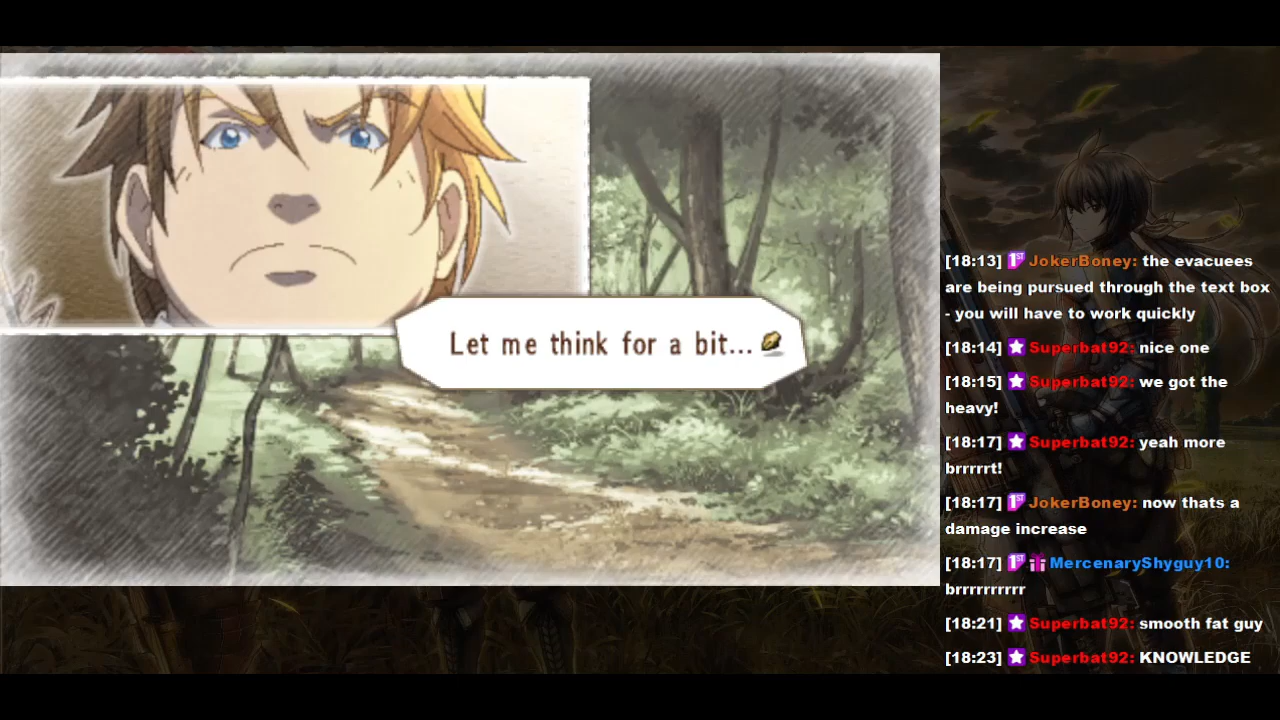 Let me think for a bit...
[18:13] JokerBoney: the evacuees
are being pursued through the text box
- you will have to work quickly
[18:14] Superbat92: nice one
[18:15] Superbat92: we got the
heavy!
[18:17] Superbat92: yeah more
brrrrrt!
[18:17] JokerBoney: now thats a
damage increase
[18:17] MercenaryShyguy10:
brrrrrrrrrr
[18:21] Superbat92: smooth fat guy
[18:23] Superbat92: KNOWLEDGE